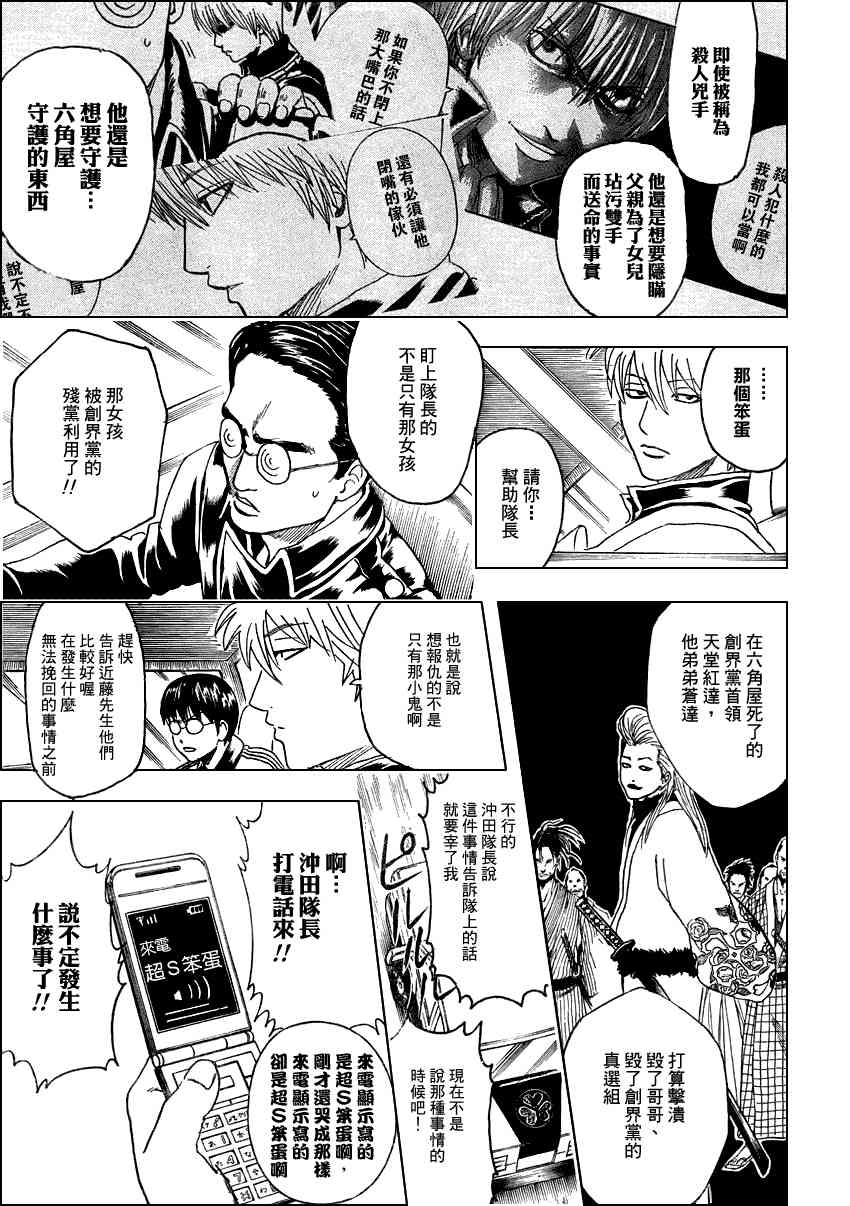 即使被稱為
殺人兇手
殺人犯什麼的
我都可以當啊
他還是想要隱瞞
父親為了女兒
玷污雙手
而送命的事實
如果你不閉上
那大嘴巴的話
還有必須讓他
閉嘴的傢伙
他還是
想要守護…
六角屋
守護的東西
屋
說不定不
……
那個笨蛋
請你…
幫助隊長
盯上隊長的
不是只有那女孩
那女孩
被創界黨的
殘黨利用了!!
在六角屋死了的
創界黨首領
天堂紅達，
他弟弟蒼達
打算擊潰
毀了哥哥、
毀了創界黨的
真選組
也就是說
想報仇的不是
只有那小鬼啊
趕快
告訴近藤先生他們
比較好喔
在發生什麼
無法挽回的事情之前
不行的
沖田隊長說
這件事情告訴隊上的話
就要宰了我
ピルルルル
現在不是
說那種事情的
時候吧！
啊…
沖田隊長
打電話來!!
來電
超S笨蛋
說不定發生
什麼事了!!
來電顯示寫的
是超S笨蛋啊，
剛才還哭成那樣
來電顯示寫的
卻是超S笨蛋啊